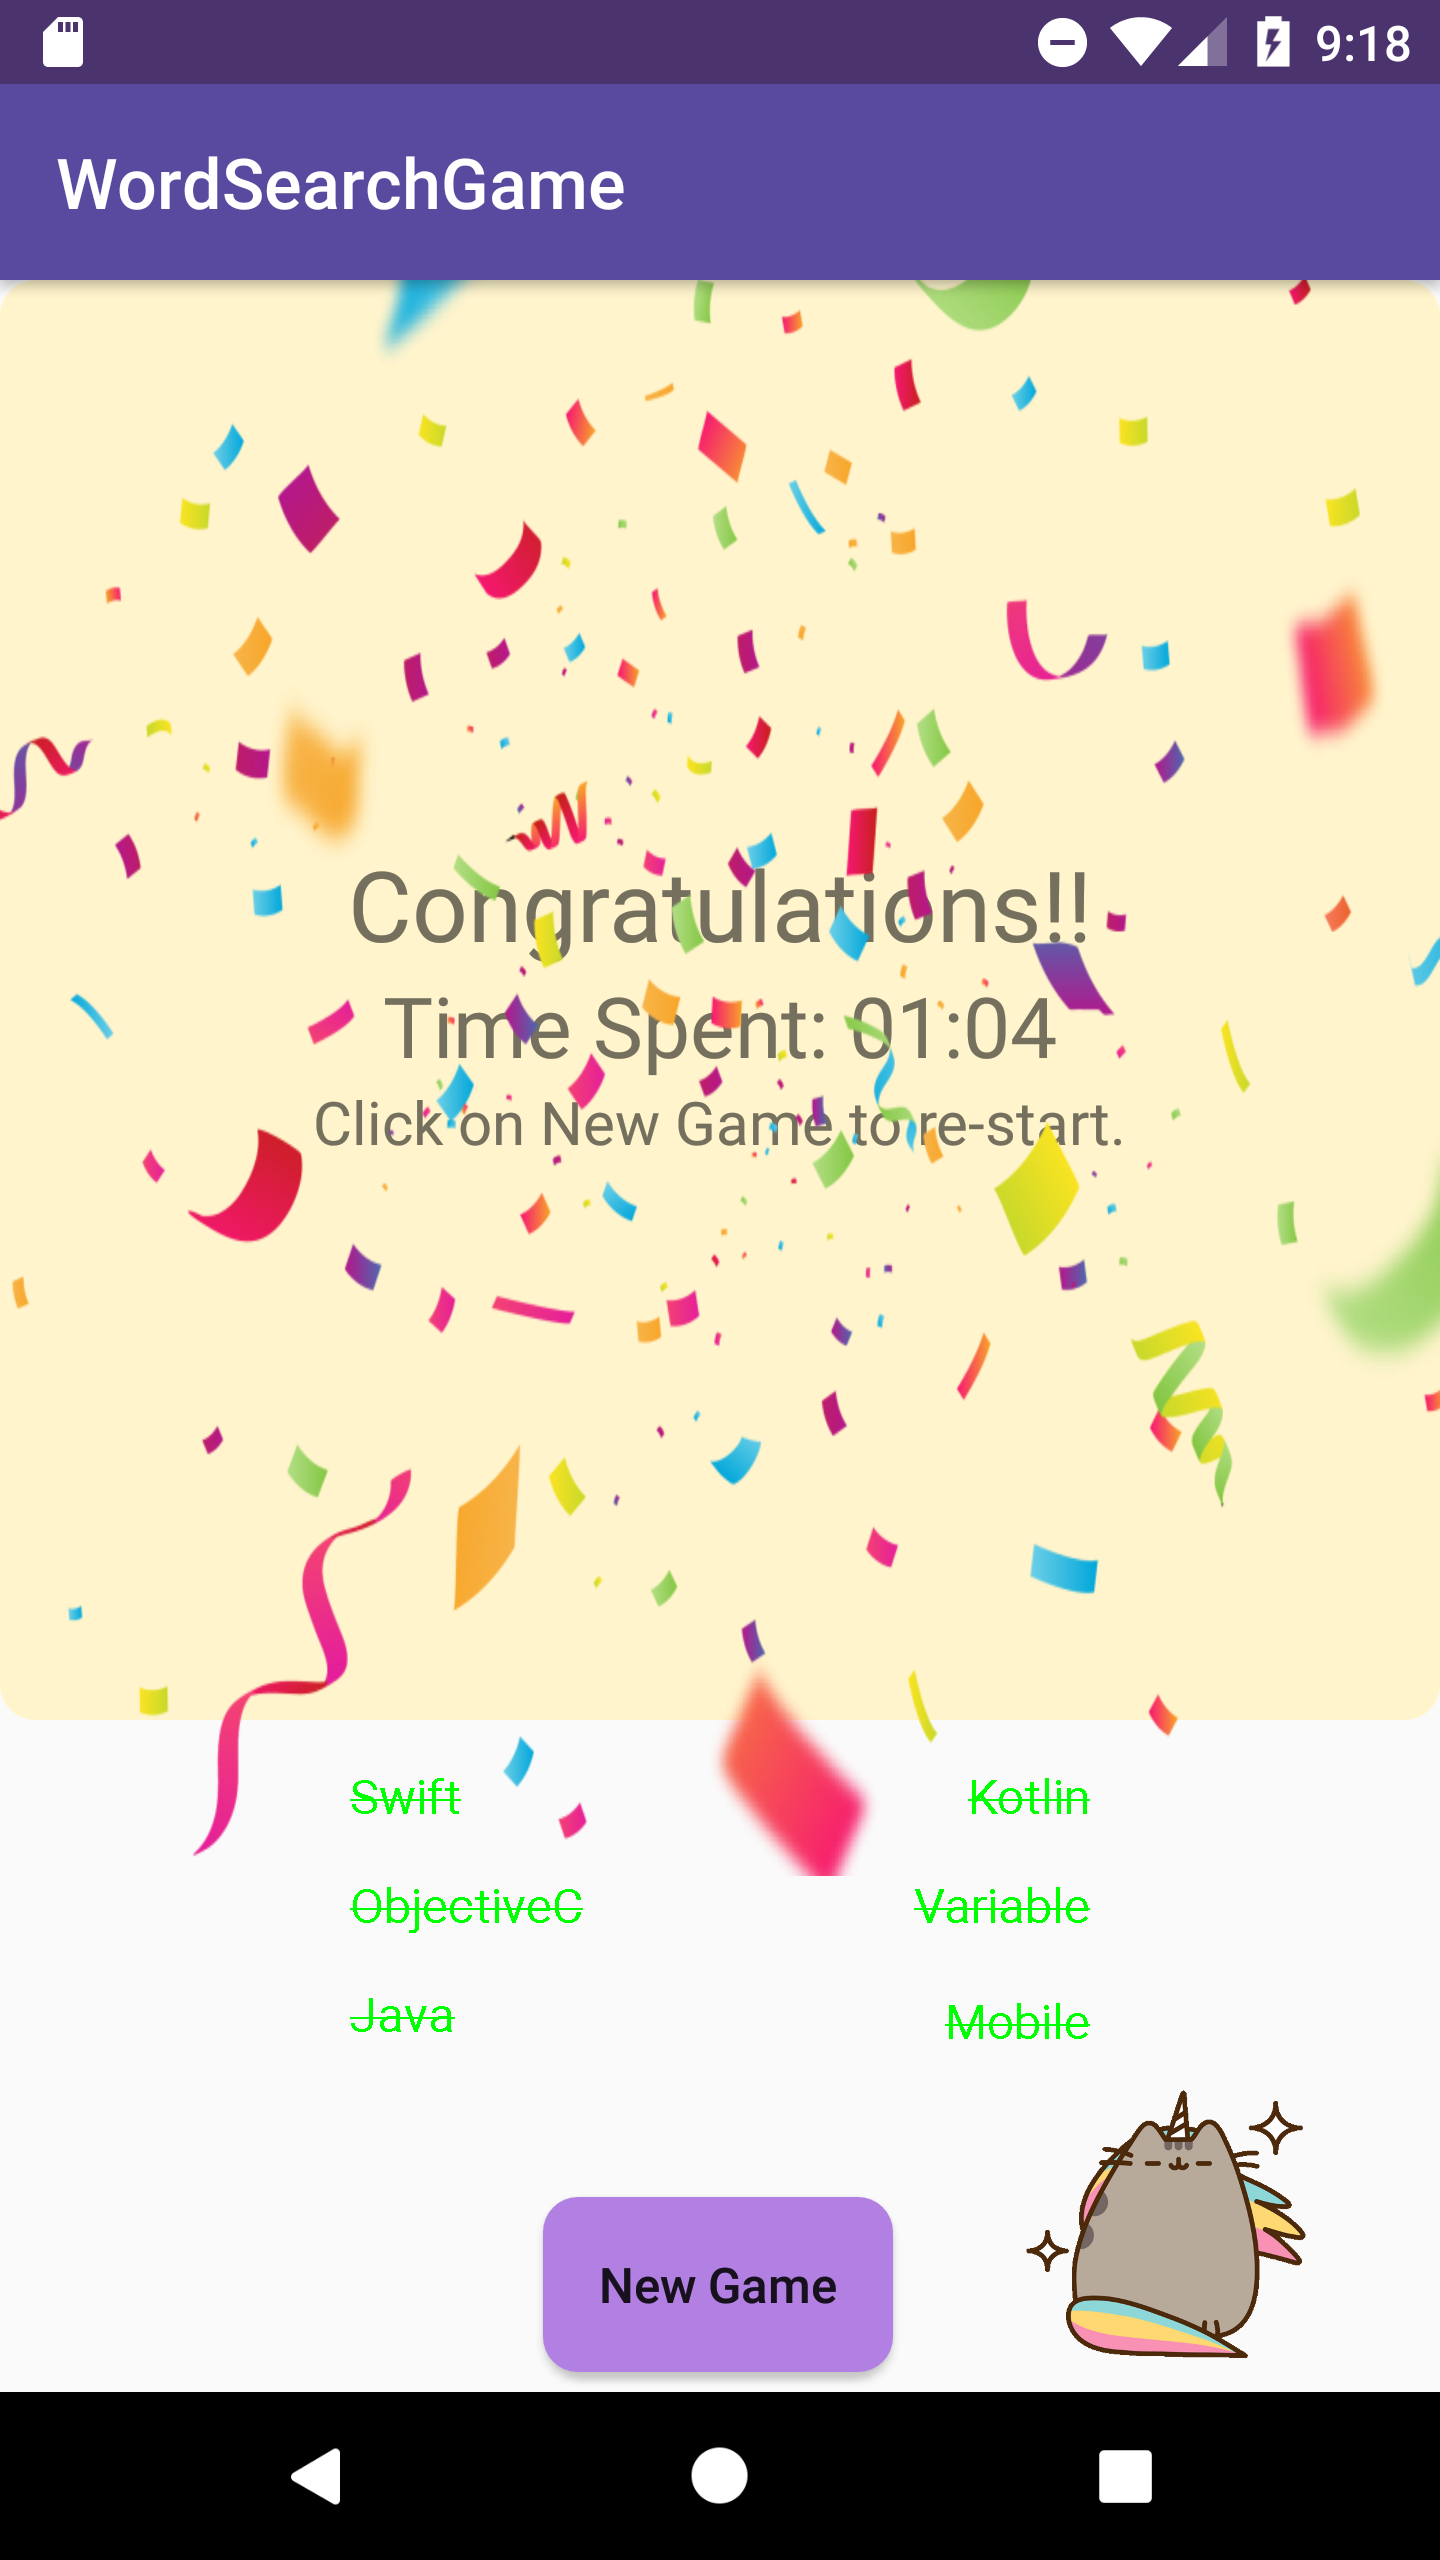 9:18
WordSearchGame
Congratulations!!
Time Spent: 01:04
Click on New Game to re-start.
Swift Kotlin
ObjectiveC Variable
Java Mobile
New Game